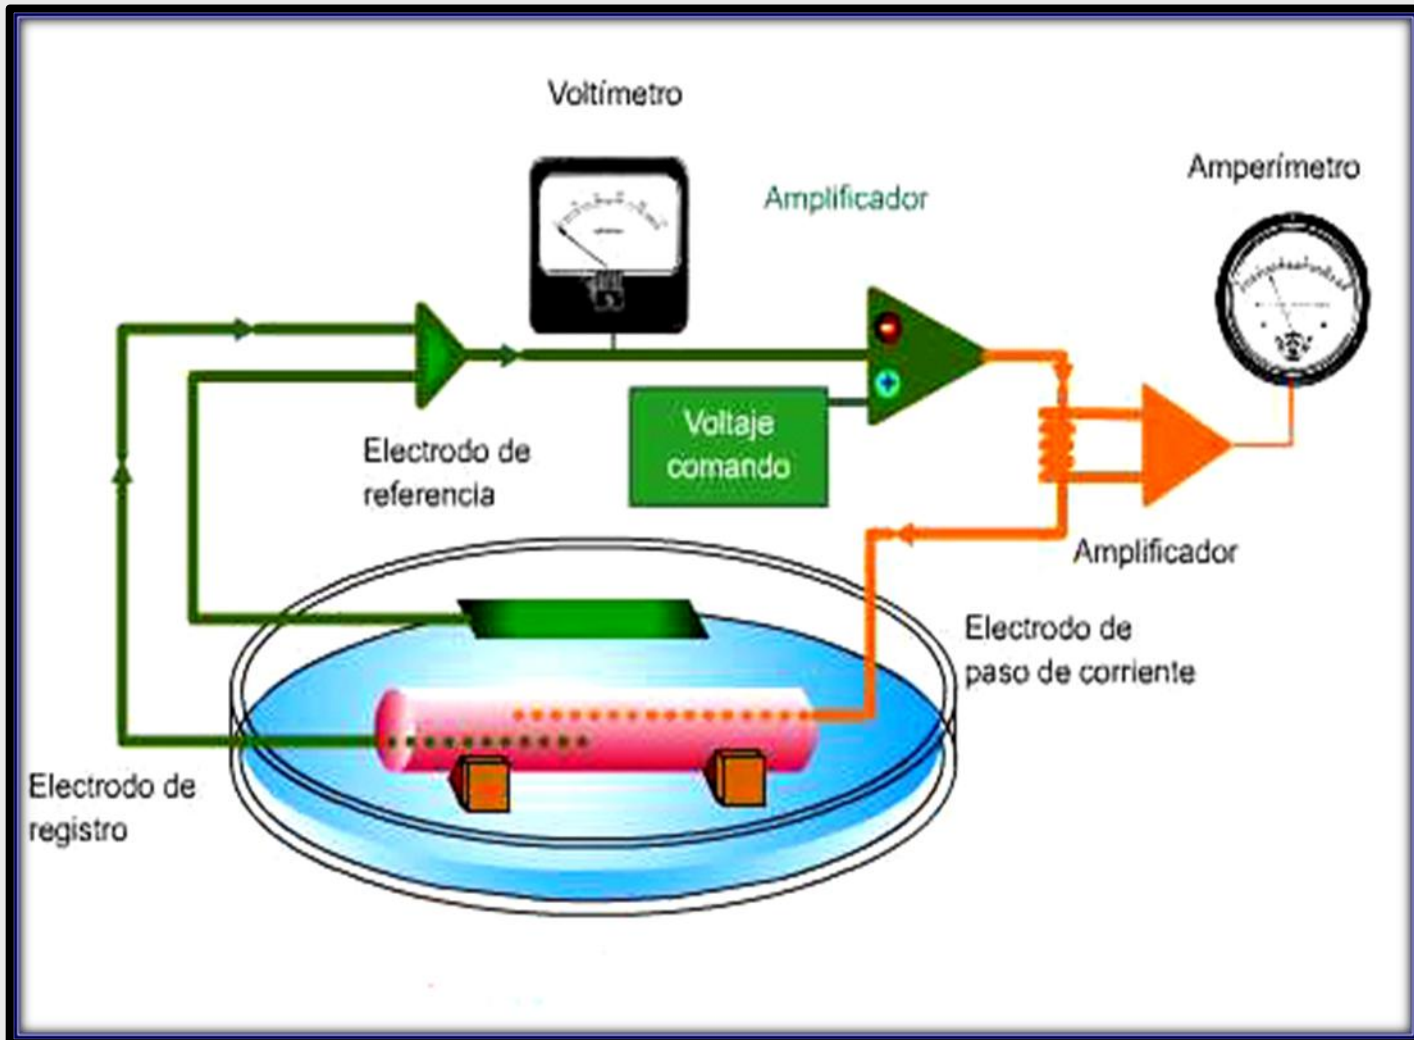 Voltímetro
Amperímetro
Amplificador
-
+
Voltaje
comando
Electrodo de
referencia
Amplificador
Electrodo de
paso de corriente
Electrodo de
registro